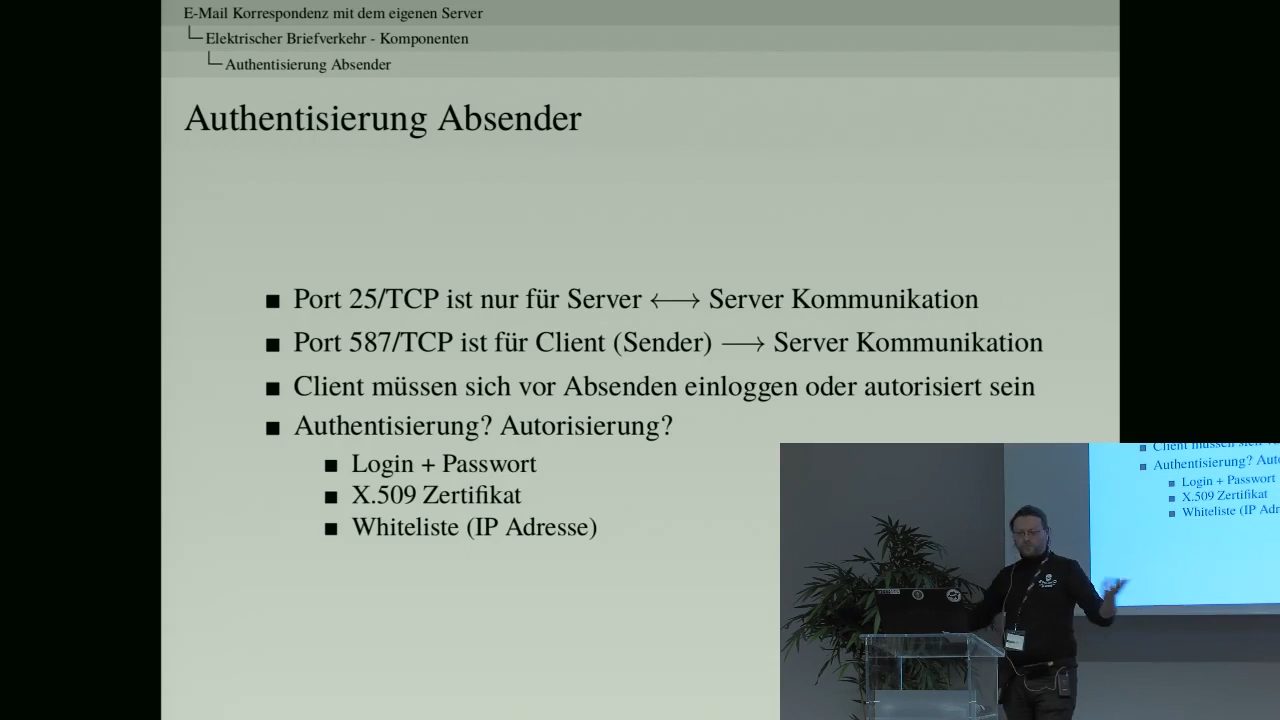 E-Mail Korrespondenz mit dem eigenen Server
Elektrischer Briefverkehr - Komponenten
Authentisierung Absender
Authentisierung Absender
Port 25/TCP ist nur für Server ⟷ Server Kommunikation
Port 587/TCP ist für Client (Sender) ⟶ Server Kommunikation
Client müssen sich vor Absenden einloggen oder autorisiert sein
Authentisierung? Autorisierung?
Login + Passwort
X.509 Zertifikat
Whiteliste (IP Adresse)
Client müssen sich v
Authentisierung? Auto
Login + Passwort
X.509 Zertifikat
Whiteliste (IP Adr